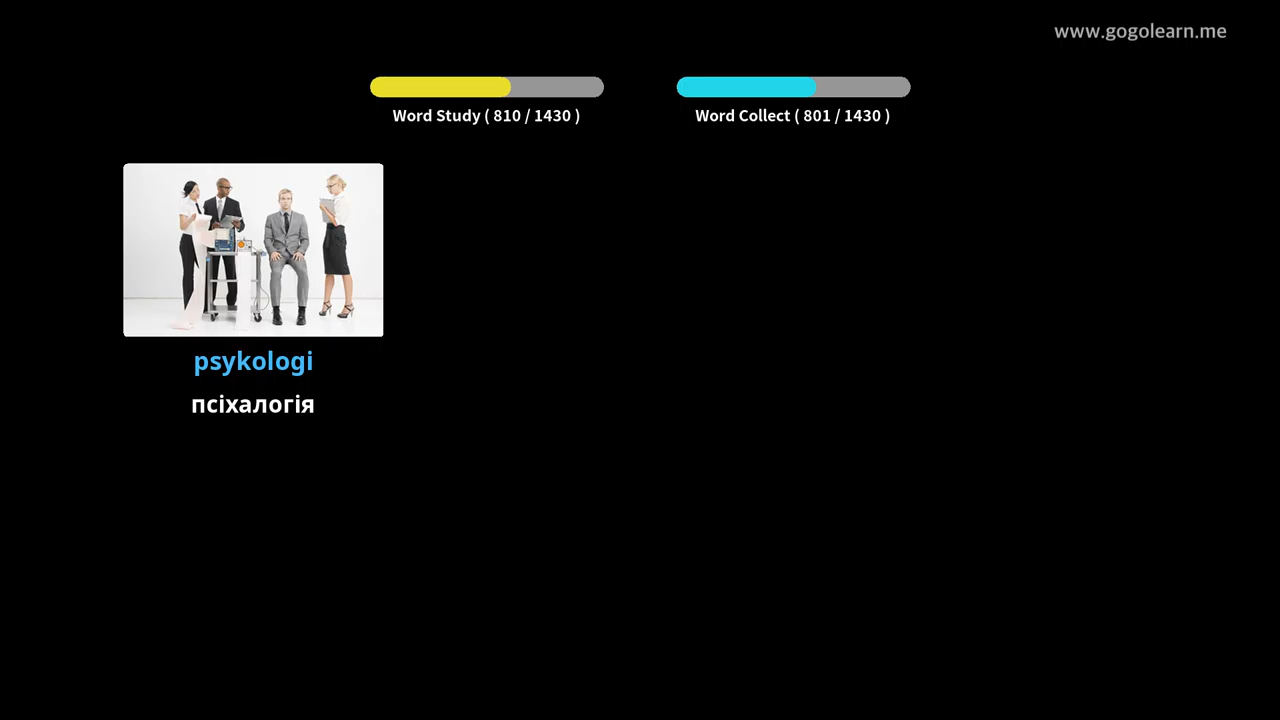 www.gogolearn.me
Word Study ( 810 / 1430 )
Word Collect ( 801 / 1430 )
psykologi
псіхалогія